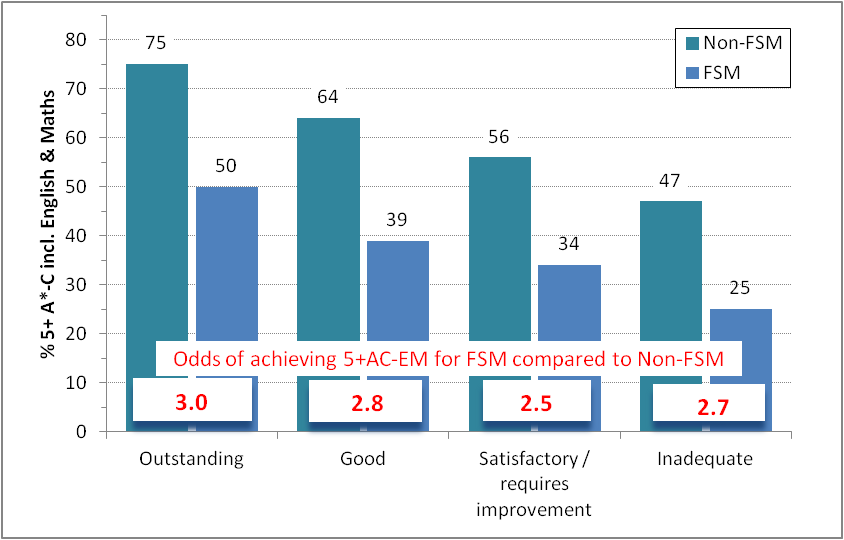 % 5+ A*-C incl. English & Maths
80
70
60
50
40
30
20
10
0
Non-FSM
FSM
75
50
64
39
56
34
47
25
Odds of achieving 5+AC-EM for FSM compared to Non-FSM
3.0
2.8
2.5
2.7
Outstanding
Good
Satisfactory /
requires
improvement
Inadequate